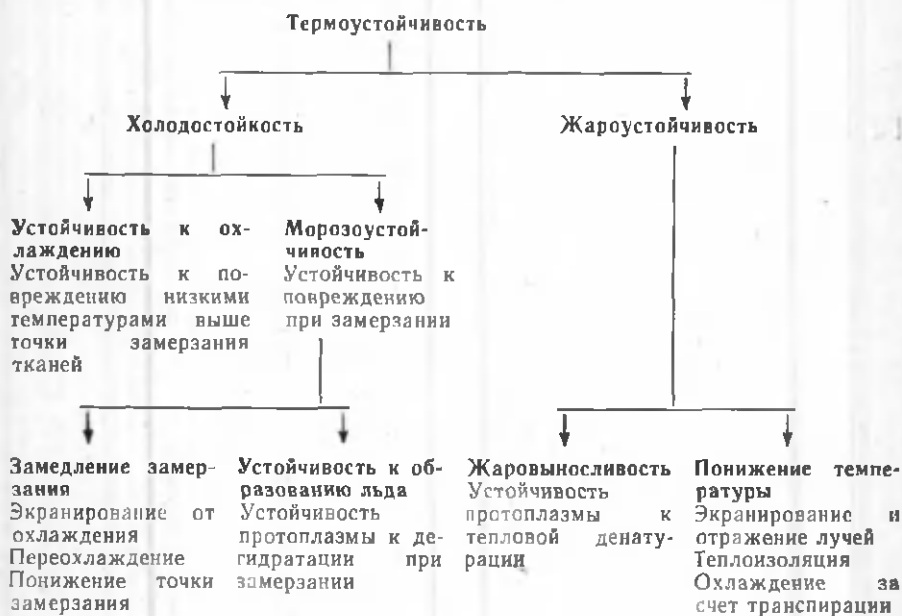 Термоустойчивость
Холодостойкость
Жароустойчивость
Устойчивость к ох-
лаждению
Устойчивость к по-
вреждению низкими
температурами выше
точки замерзания
тканей
Морозоустой-
чивость
Устойчивость к
повреждению
при замерзании
Замедление замер-
зания
Экранирование от
охлаждения
Переохлаждение
Понижение точки
замерзания
Устойчивость к об-
разованию льда
Устойчивость
протоплазмы к де-
гидратации при
замерзании
Жаровыносливость
Устойчивость
протоплазмы к
тепловой денату-
рации
Понижение темпе-
ратуры
Экранирование и
отражение лучей
Теплоизоляция
Охлаждение за
счет транспирации